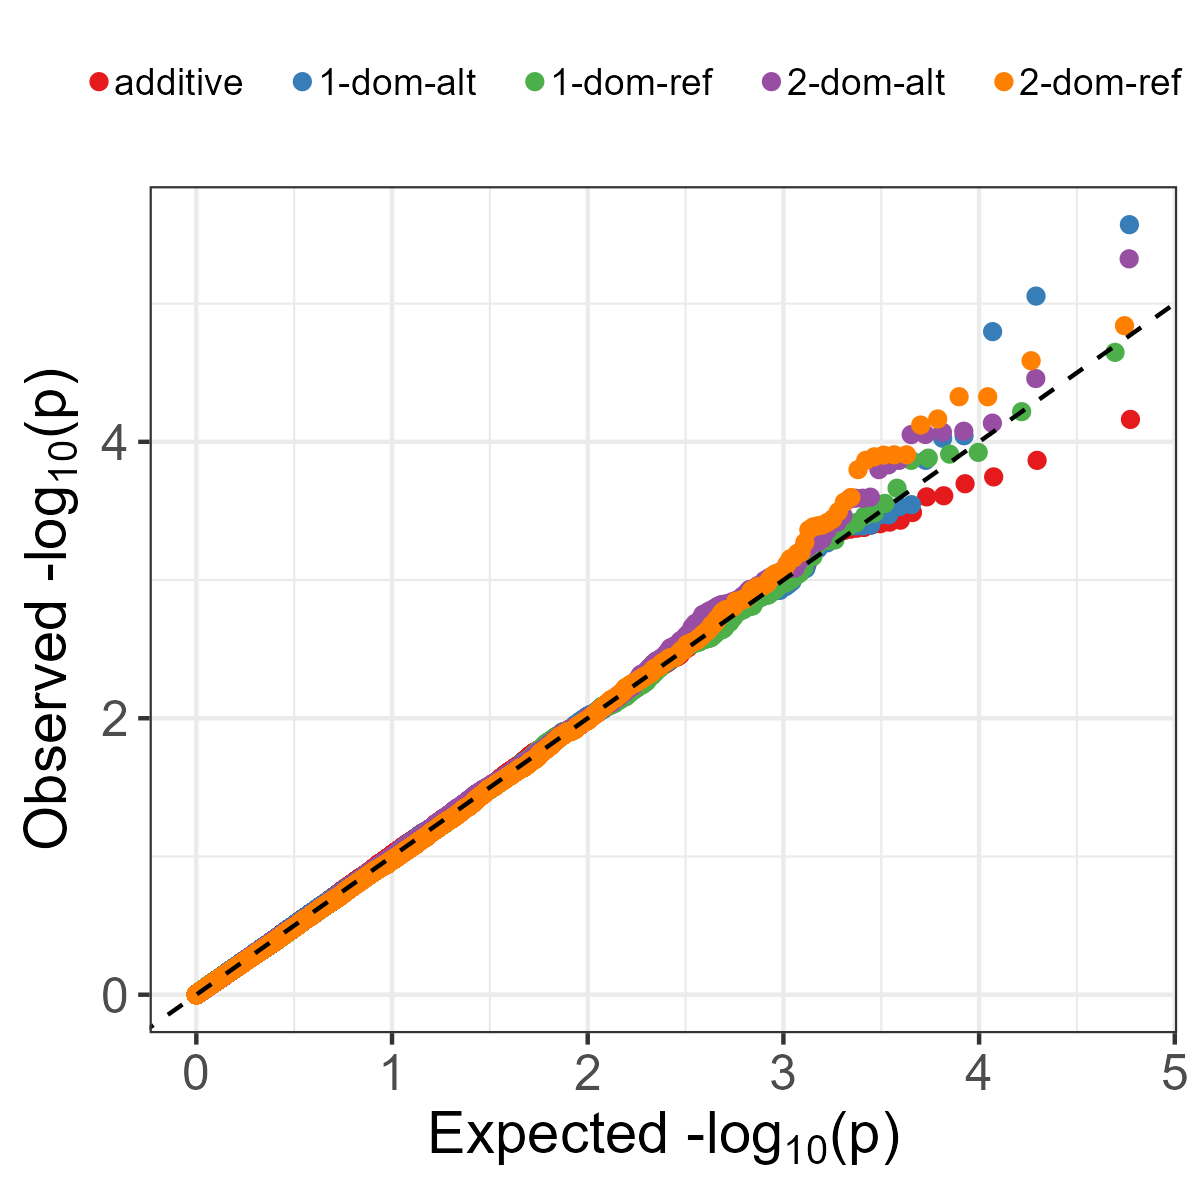 additive 1-dom-alt 1-dom-ref 2-dom-alt 2-dom-ref
Observed -log₁₀(p)
4
2
0
0 1 2 3 4 5
Expected -log₁₀(p)